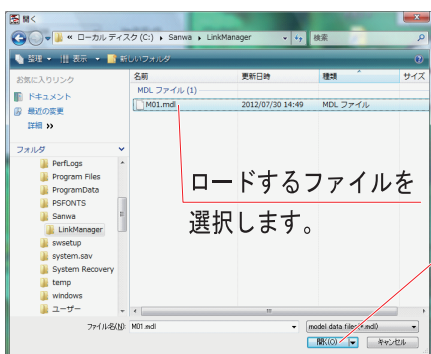 開く
« ローカル ディスク (C:) ▸ Sanwa ▸ LinkManager
検索
整理 ▼ 表示 ▼ 新しいフォルダ
お気に入りリンク
ドキュメント
最近の変更
詳細 »
フォルダ
PerfLogs
Program Files
ProgramData
PSFONTS
Sanwa
LinkManager
swsetup
system.sav
System Recovery
temp
windows
ユーザー
名前 更新日時 種類 サイズ
MDL ファイル (1)
M01.mdl 2012/07/30 14:49 MDL ファイル
ロードするファイルを
選択します。
ファイル名(N): M01.mdl
model data files(*.mdl)
開く(O) キャンセル